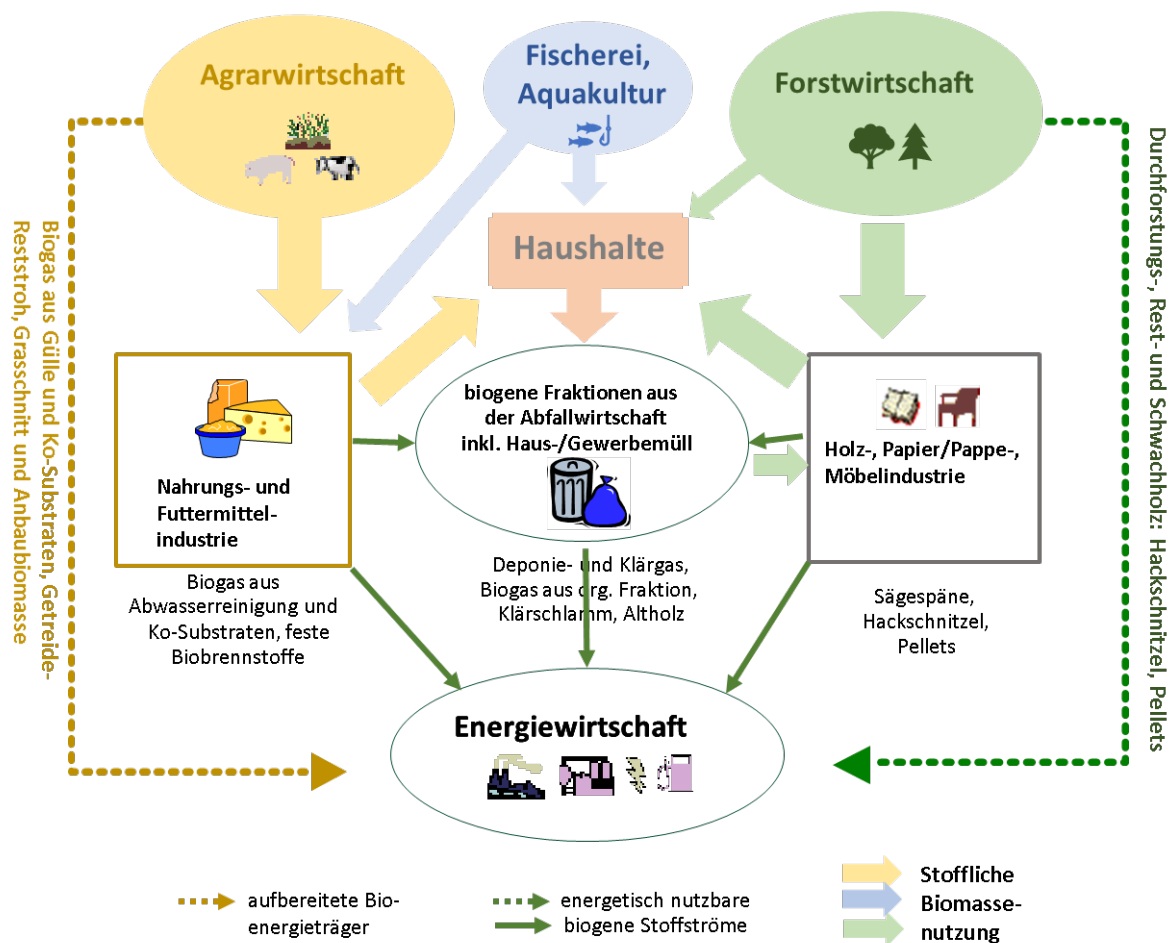 Agrarwirtschaft
Fischerei,
Aquakultur
Forstwirtschaft
Haushalte
Biogas aus Gülle und Ko-Substraten, Getreide-
Reststroh, Grasschnitt und Anbaubiomasse
Durchforstungs-, Rest- und Schwachholz: Hackschnitzel, Pellets
Nahrungs- und
Futtermittel-
industrie
biogene Fraktionen aus
der Abfallwirtschaft
inkl. Haus-/Gewerbemüll
Holz-, Papier/Pappe-,
Möbelindustrie
Biogas aus
Abwasserreinigung und
Ko-Substraten, feste
Biobrennstoffe
Deponie- und Klärgas,
Biogas aus org. Fraktion,
Klärschlamm, Altholz
Sägespäne,
Hackschnitzel,
Pellets
Energiewirtschaft
aufbereitete Bio-
energieträger
energetisch nutzbare
biogene Stoffströme
Stoffliche
Biomasse-
nutzung